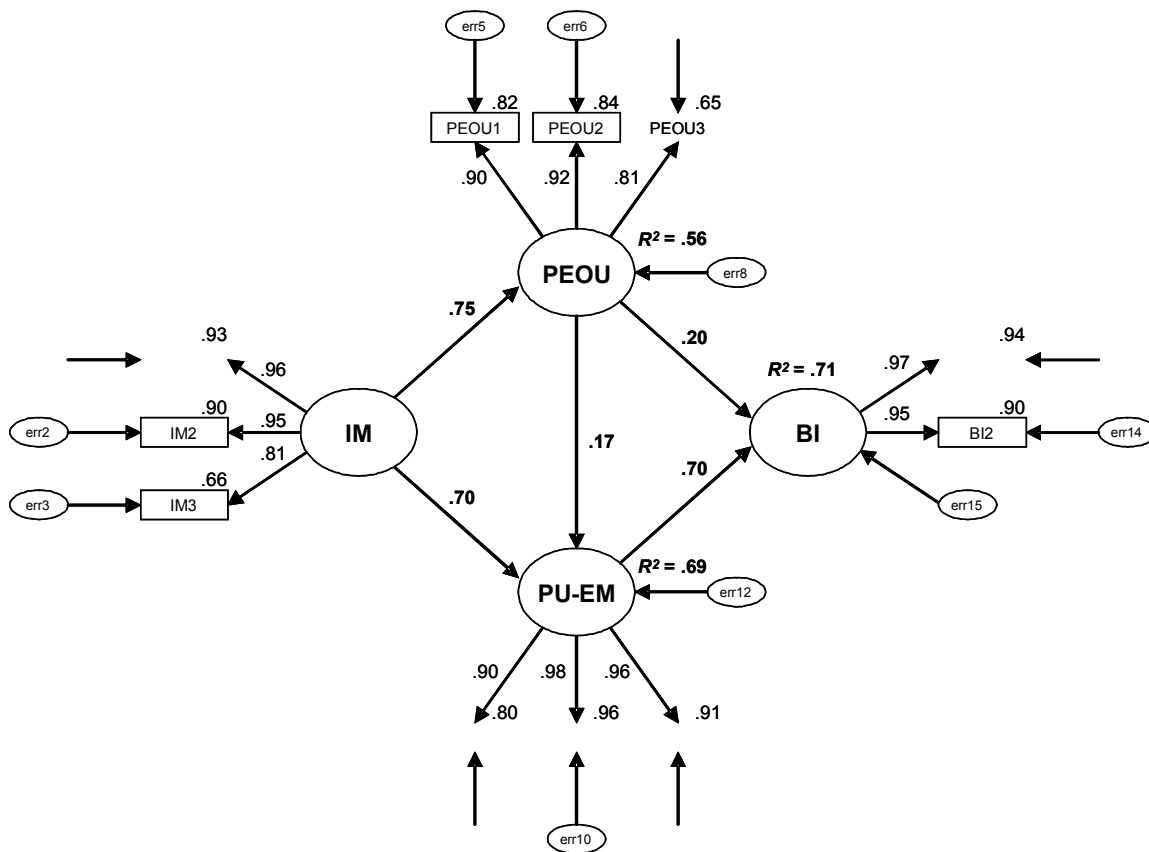 err5
err6
.82
.84
.65
PEOU1
PEOU2
PEOU3
.90
.92
.81
R² = .56
PEOU
err8
.75
.20
.93
.96
R² = .71
.97
.94
.90
.95
err2
IM2
IM
.81
.17
BI
.95
.90
BI2
err14
.66
err3
IM3
.70
.70
err15
R² = .69
PU-EM
err12
.90
.98
.96
.80
.96
.91
err10